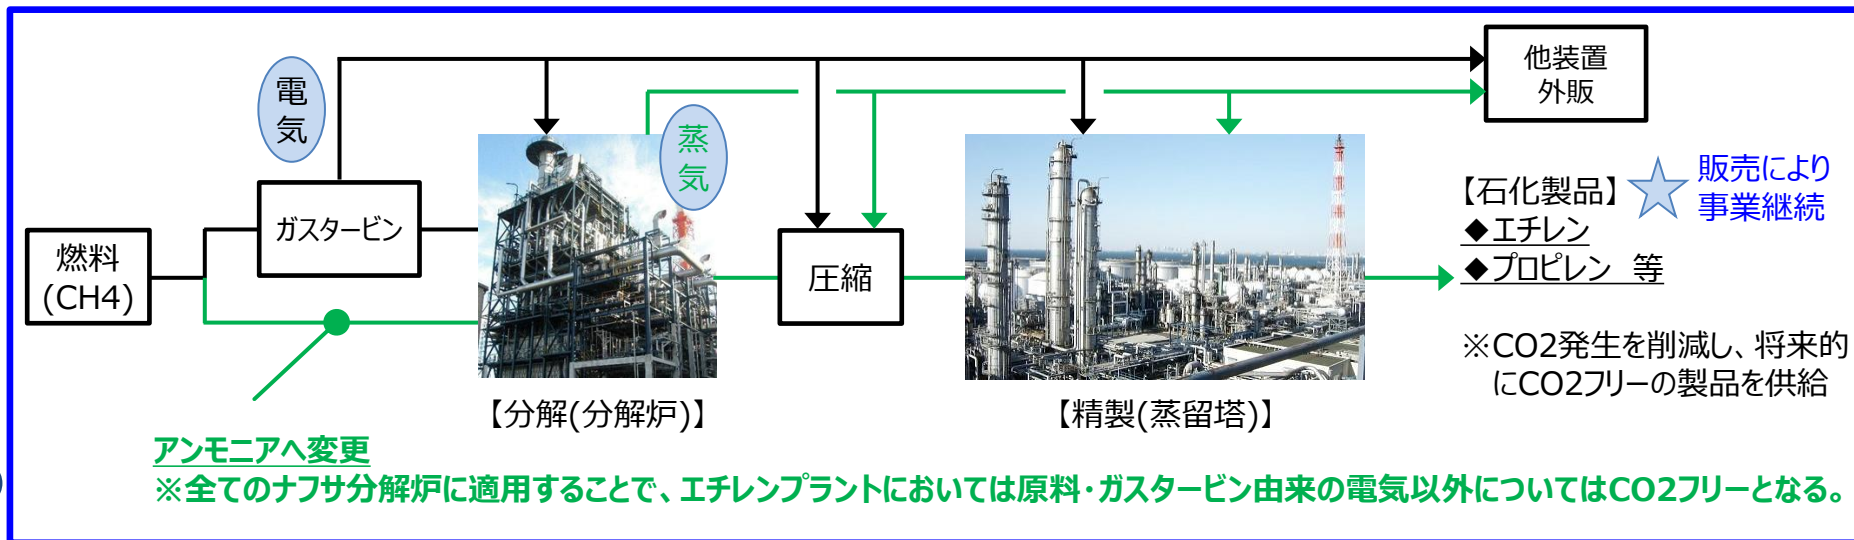 電
気
蒸
気
他装置
外販
ガスタービン
燃料
(CH4)
圧縮
【分解(分解炉)】
【精製(蒸留塔)】
【石化製品】
◆エチレン
◆プロピレン 等
販売により
事業継続
※CO2発生を削減し、将来的
にCO2フリーの製品を供給
アンモニアへ変更
※全てのナフサ分解炉に適用することで、エチレンプラントにおいては原料・ガスタービン由来の電気以外についてはCO2フリーとなる。
)